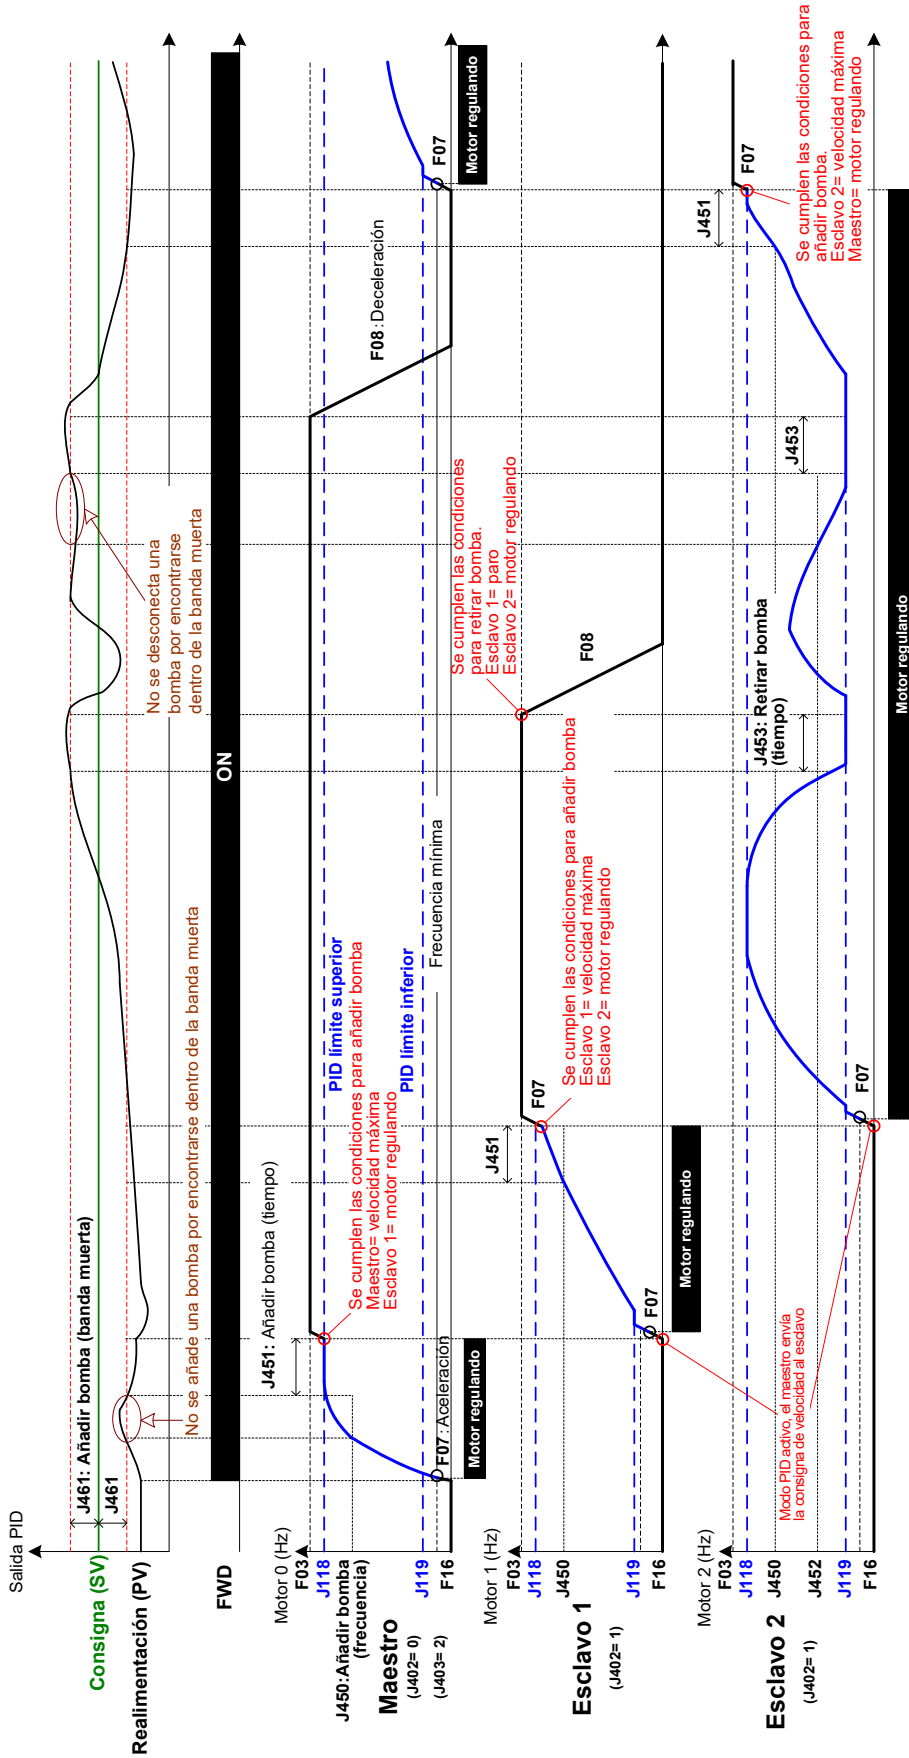 Salida PID
J461: Añadir bomba (banda muerta)
J461
Consigna (SV)
Realimentación (PV)
No se añade una bomba por encontrarse dentro de la banda muerta
No se desconecta una
bomba por encontrarse
dentro de la banda muerta
FWD
ON
Motor 0 (Hz)
F03
J118
J450:Añadir bomba
(frecuencia)
Maestro
(J402= 0)
(J403= 2)
J119
F16
J451: Añadir bomba (tiempo)
Se cumplen las condiciones para añadir bomba
Maestro= velocidad máxima
Esclavo 1= motor regulando
PID límite superior
PID límite inferior
Frecuencia mínima
F07: Aceleración
Motor regulando
F08: Deceleración
F07
Motor regulando
Motor 1 (Hz)
F03
J118
J450
Esclavo 1
(J402= 1)
J119
F16
J451
F07
F07
Motor regulando
Se cumplen las condiciones para añadir bomba
Esclavo 1= velocidad máxima
Esclavo 2= motor regulando
Se cumplen las condiciones
para retirar bomba.
Esclavo 1= paro
Esclavo 2= motor regulando
F08
Modo PID activo, el maestro envía
la consigna de velocidad al esclavo
Motor 2 (Hz)
F03
J118
J450
J452
Esclavo 2
(J402= 1)
J119
F16
F07
J453: Retirar bomba
(tiempo)
J453
J451
F07
Se cumplen las condiciones para
añadir bomba.
Esclavo 2= velocidad máxima
Maestro= motor regulando
Motor regulando